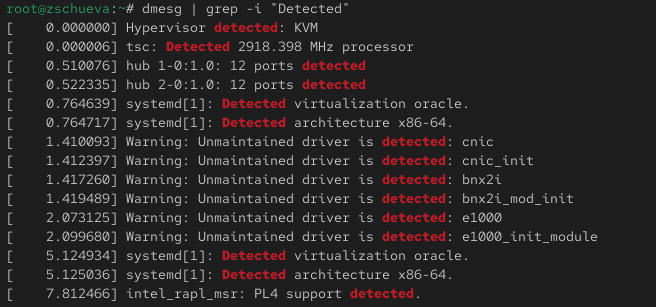 root@zschueva:~# dmesg | grep -i "Detected"
[    0.000000] Hypervisor detected: KVM
[    0.000006] tsc: Detected 2918.398 MHz processor
[    0.510076] hub 1-0:1.0: 12 ports detected
[    0.522335] hub 2-0:1.0: 12 ports detected
[    0.764639] systemd[1]: Detected virtualization oracle.
[    0.764717] systemd[1]: Detected architecture x86-64.
[    1.410093] Warning: Unmaintained driver is detected: cnic
[    1.412397] Warning: Unmaintained driver is detected: cnic_init
[    1.417260] Warning: Unmaintained driver is detected: bnx2i
[    1.419489] Warning: Unmaintained driver is detected: bnx2i_mod_init
[    2.073125] Warning: Unmaintained driver is detected: e1000
[    2.099680] Warning: Unmaintained driver is detected: e1000_init_module
[    5.124934] systemd[1]: Detected virtualization oracle.
[    5.125036] systemd[1]: Detected architecture x86-64.
[    7.812466] intel_rapl_msr: PL4 support detected.